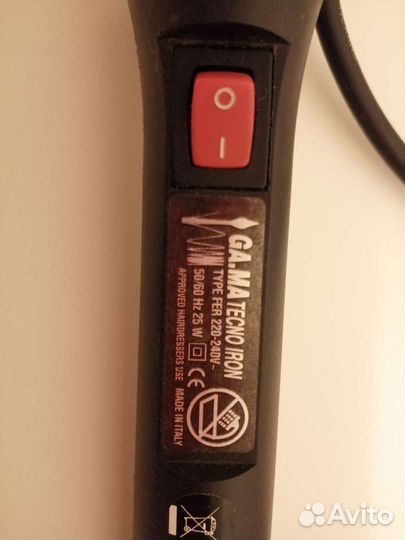 O
I
GA.MA TECNO IRON
TYPE FER 220-240V~
50/60 Hz 25 W CE
APPROVED HAIRDRESSERS USE MADE IN ITALY
Avito